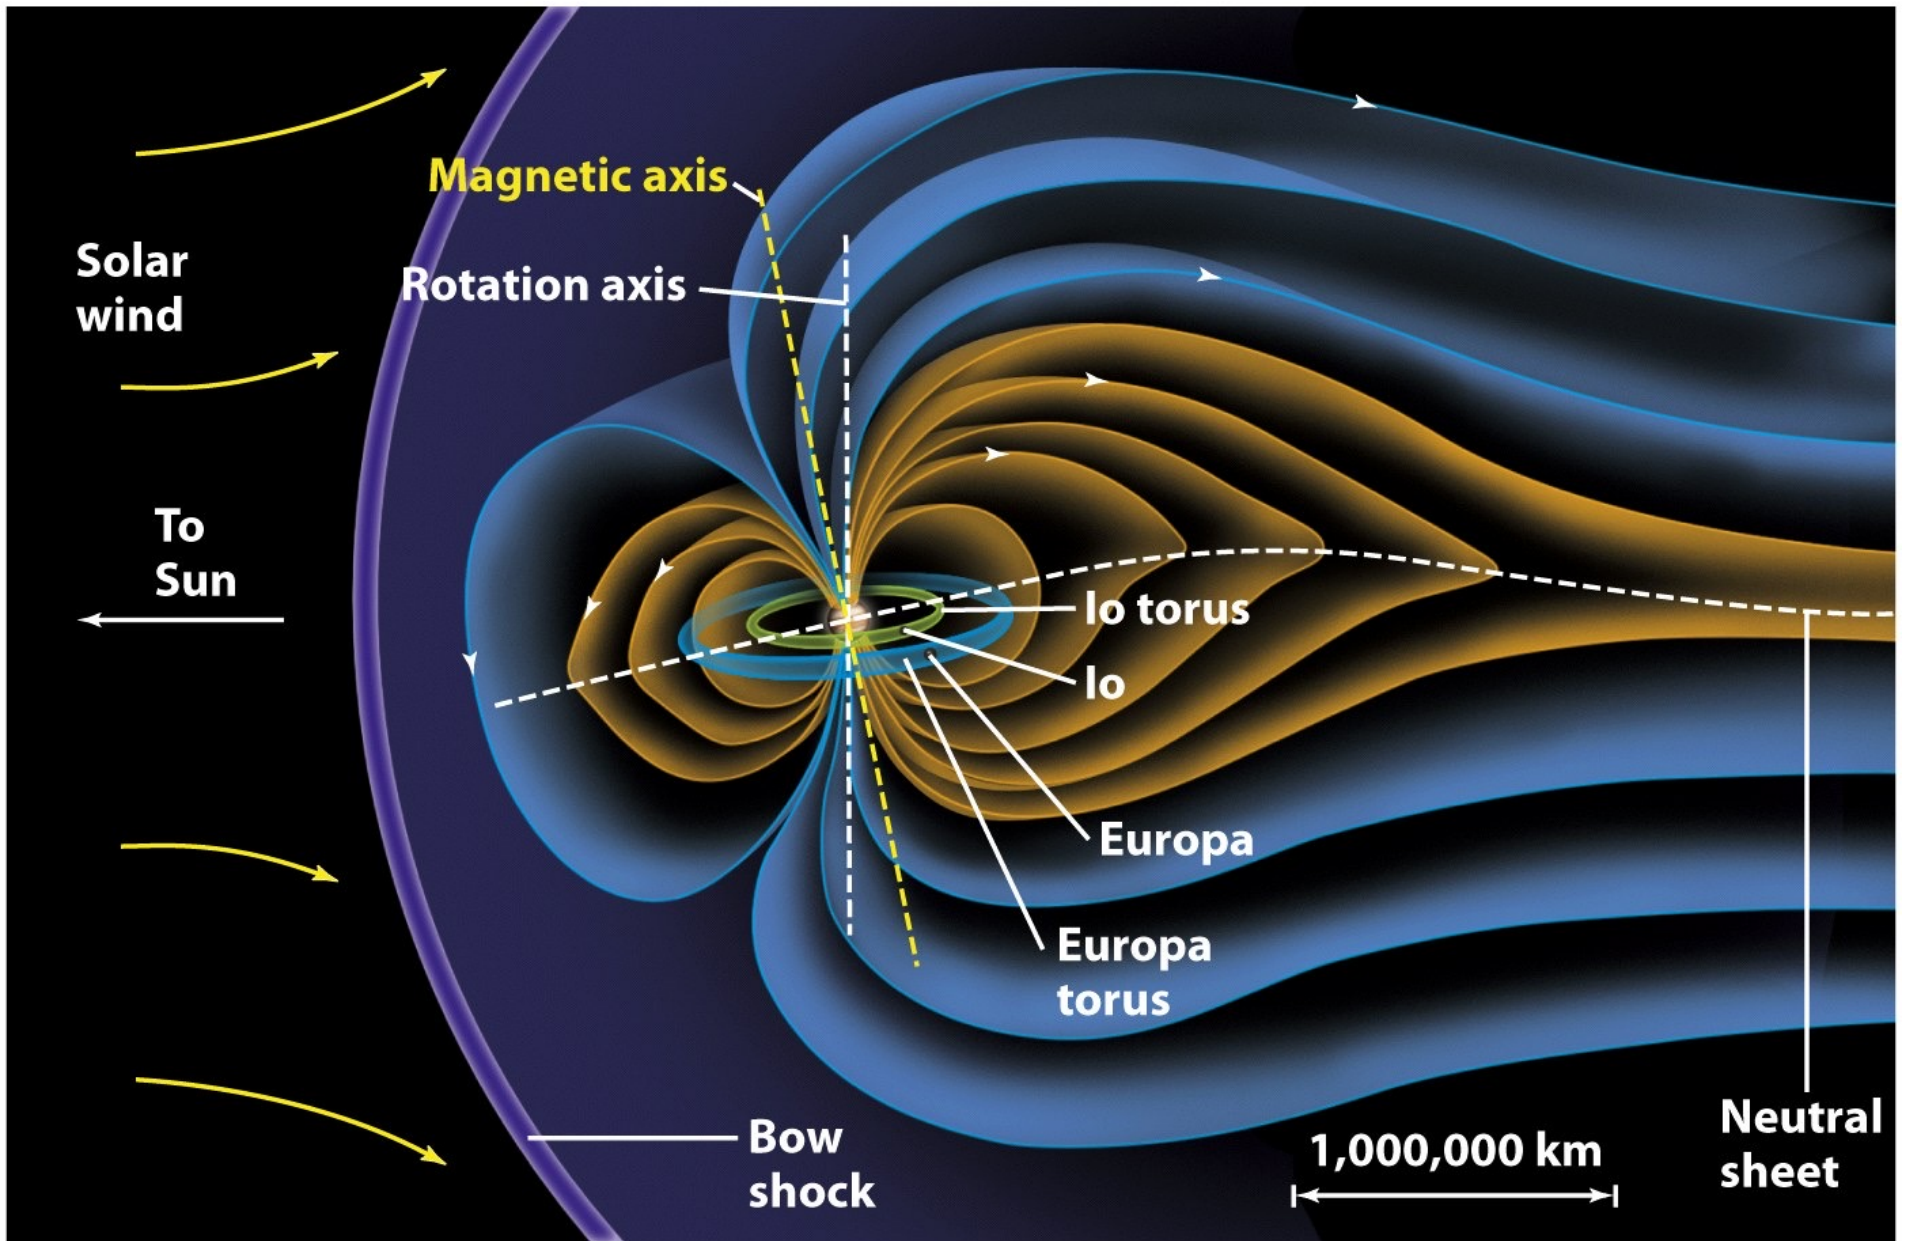 Magnetic axis
Solar
wind
Rotation axis
To
Sun
Io torus
Io
Europa
Europa
torus
Bow
shock
1,000,000 km
Neutral
sheet